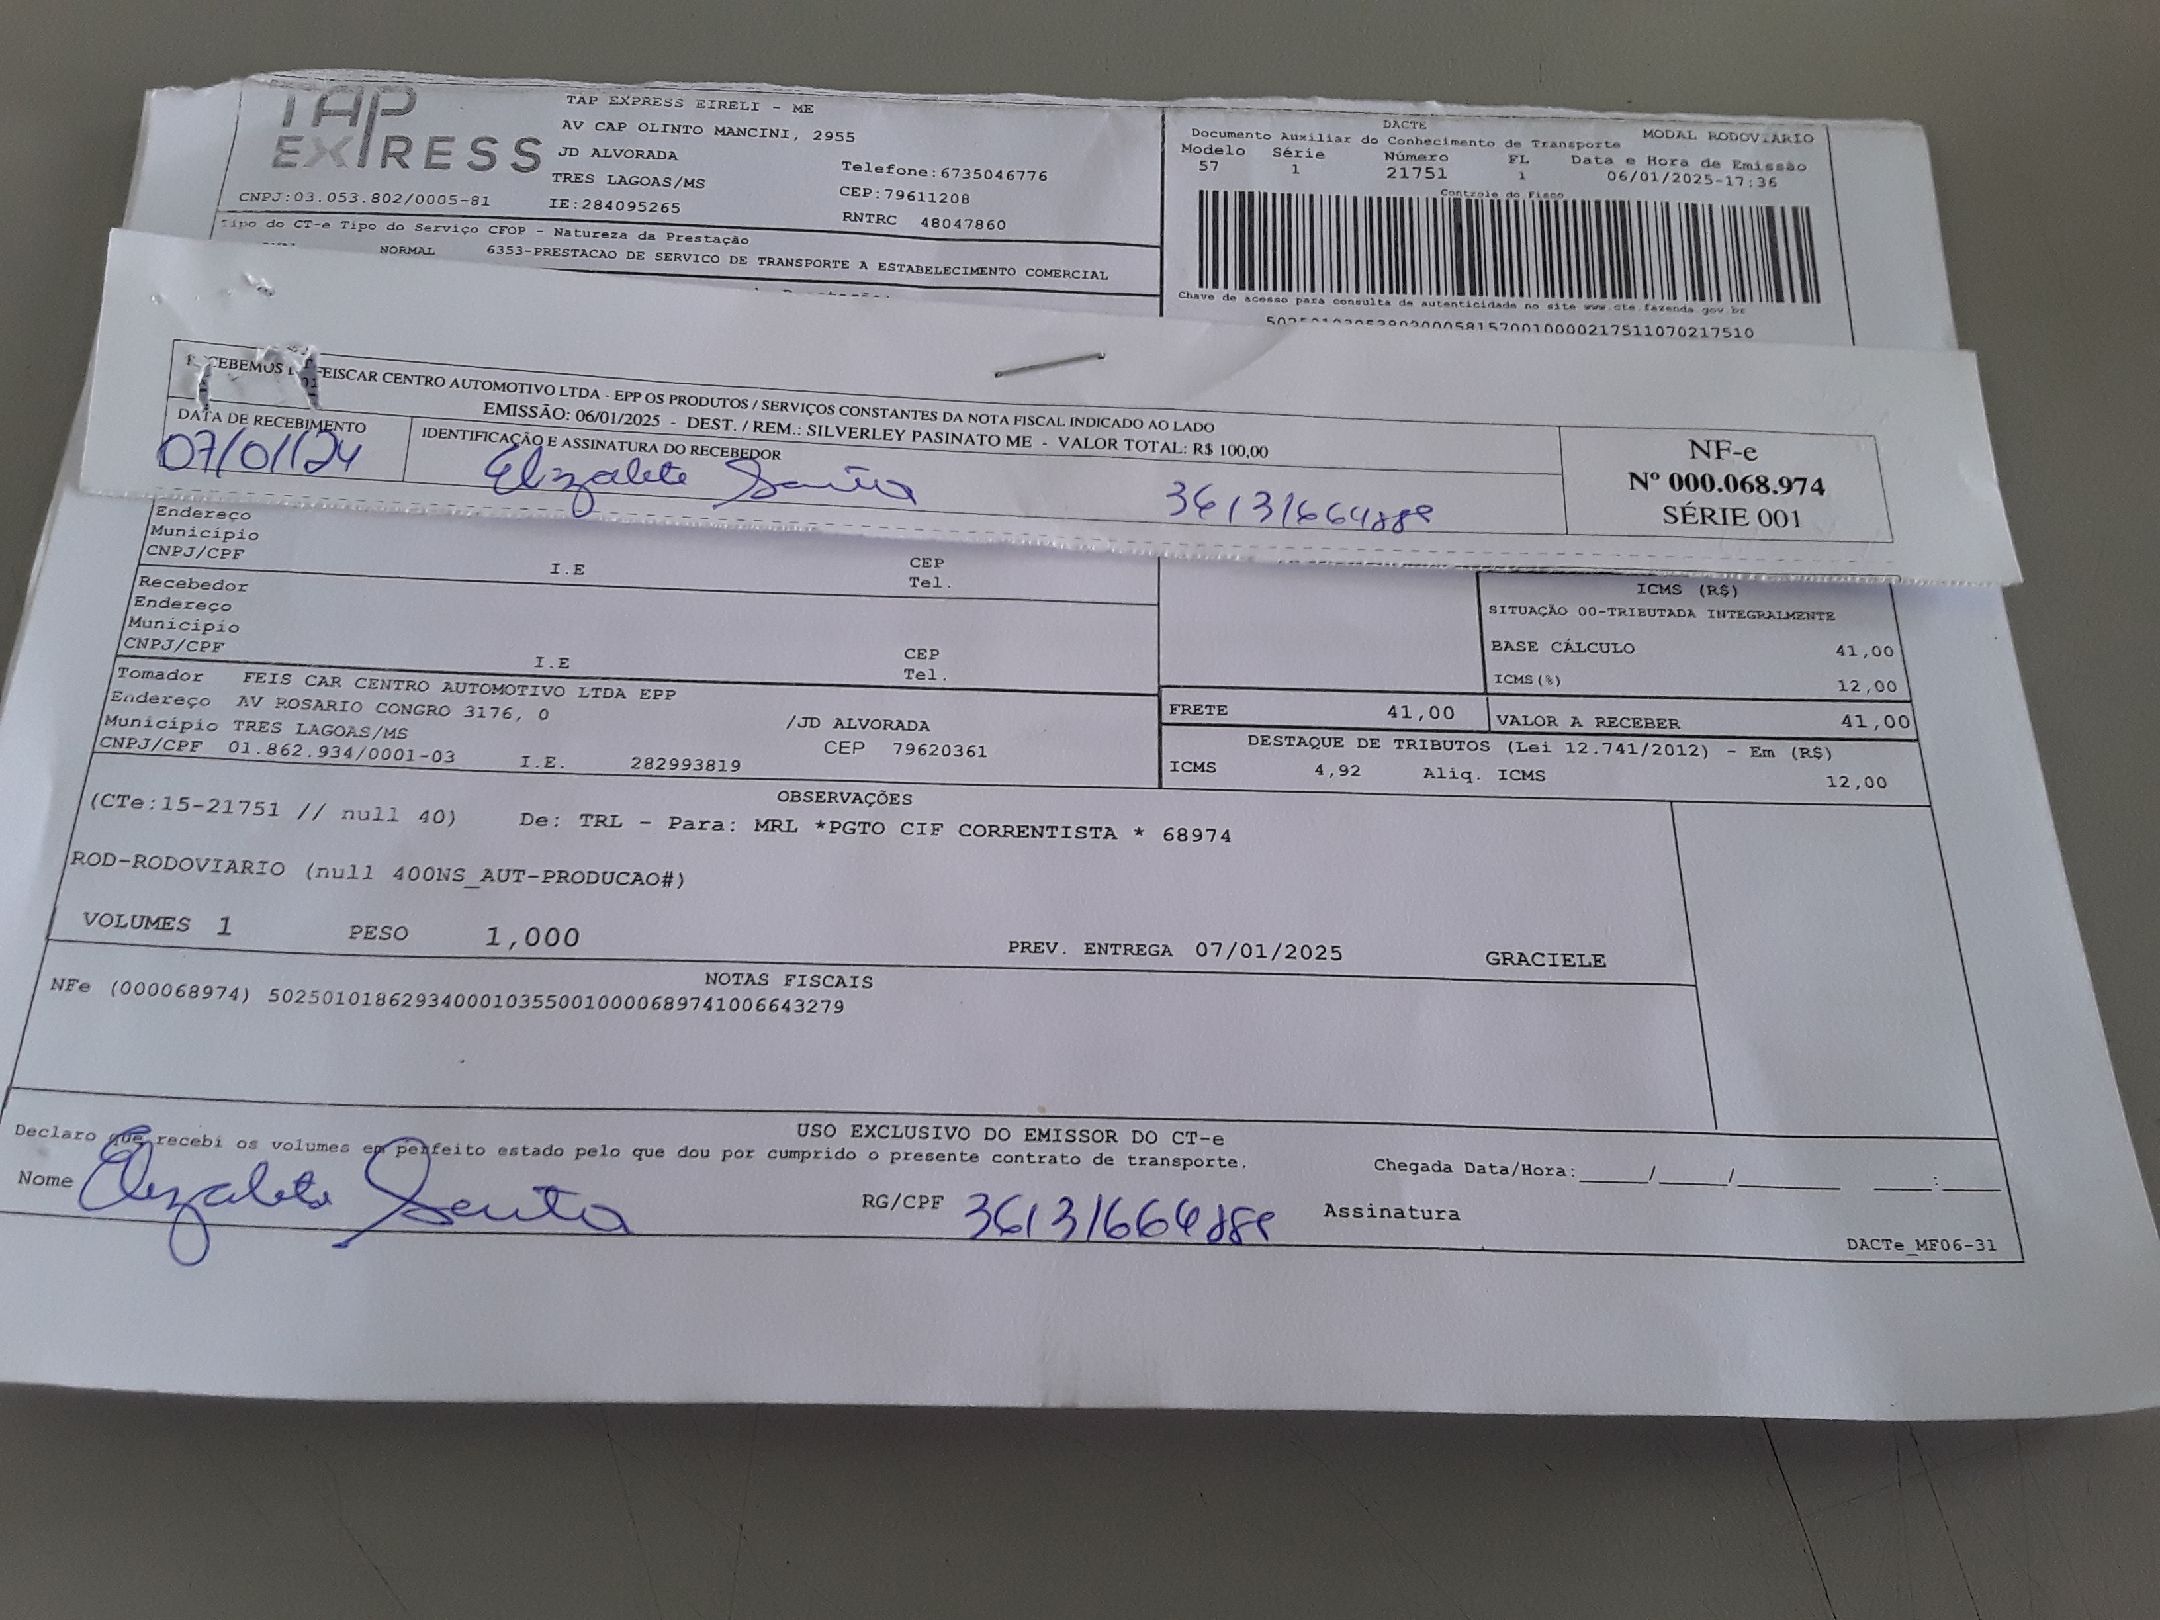 TAP EXPRESS
TAP EXPRESS EIRELI - ME
AV CAP OLINTO MANCINI, 2955
JD ALVORADA
TRES LAGOAS/MS
Telefone:6735046776
CEP:79611208
CNPJ:03.053.802/0005-81 IE:284095265 RNTRC 48047860
Tipo do CT-e Tipo do Serviço CFOP - Natureza da Prestação
NORMAL 6353-PRESTACAO DE SERVICO DE TRANSPORTE A ESTABELECIMENTO COMERCIAL
DACTE MODAL RODOVIARIO
Documento Auxiliar do Conhecimento de Transporte
Modelo Série Número FL Data e Hora de Emissão
57 1 21751 1 06/01/2025-17:36
Controle do Fisco
Chave de acesso para consulta de autenticidade no site www.cte.fazenda.gov.br
FEISCAR CENTRO AUTOMOTIVO LTDA - EPP OS PRODUTOS / SERVIÇOS CONSTANTES DA NOTA FISCAL INDICADO AO LADO
EMISSÃO: 06/01/2025 - DEST. / REM.: SILVERLEY PASINATO ME - VALOR TOTAL: R$ 100,00
DATA DE RECEBIMENTO IDENTIFICAÇÃO E ASSINATURA DO RECEBEDOR
07/01/24 Elizabete
NF-e
Nº 000.068.974
SÉRIE 001
Endereço
Município CEP
CNPJ/CPF I.E Tel.
Recebedor
Endereço
Município CEP
CNPJ/CPF I.E Tel.
Tomador FEIS CAR CENTRO AUTOMOTIVO LTDA EPP
Endereço AV ROSARIO CONGRO 3176, 0 /JD ALVORADA
Município TRES LAGOAS/MS CEP 79620361
CNPJ/CPF 01.862.934/0001-03 I.E. 282993819
ICMS (R$)
SITUAÇÃO 00-TRIBUTADA INTEGRALMENTE
BASE CÁLCULO 41,00
ICMS(%) 12,00
FRETE 41,00 VALOR A RECEBER 41,00
DESTAQUE DE TRIBUTOS (Lei 12.741/2012) - Em (R$)
ICMS 4,92 Aliq. ICMS 12,00
OBSERVAÇÕES
(CTe:15-21751 // null 40) De: TRL - Para: MRL *PGTO CIF CORRENTISTA * 68974
ROD-RODOVIARIO (null 400NS_AUT-PRODUCAO#)
VOLUMES 1 PESO 1,000 PREV. ENTREGA 07/01/2025 GRACIELE
NOTAS FISCAIS
NFe (000068974) 50250101862934000103550010000689741006643279
USO EXCLUSIVO DO EMISSOR DO CT-e
Declaro que recebi os volumes em perfeito estado pelo que dou por cumprido o presente contrato de transporte.
Chegada Data/Hora:_____/_____/_______ ____:____
Nome Elizabete RG/CPF Assinatura
DACTe_MF06-31